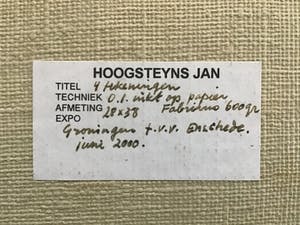 HOOGSTEYNS JAN
TITEL 4 tekeningen
TECHNIEK O.I. inkt op papier
AFMETING 28x38 Fabriano 600gr
EXPO
Groningen t.v.v. Enschede.
juni 2000.